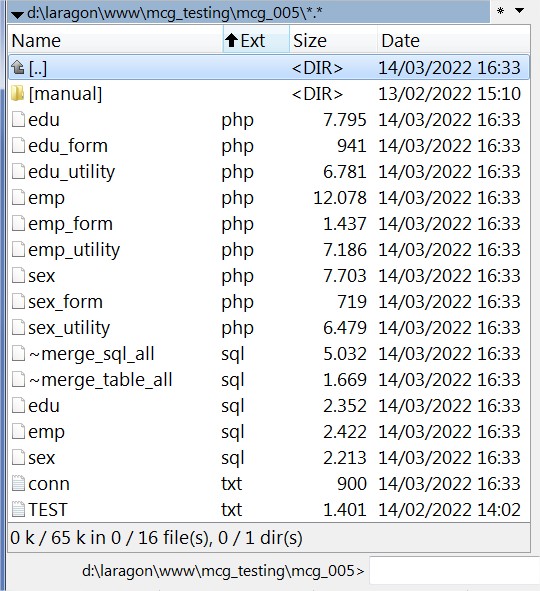 d:\laragon\www\mcg_testing\mcg_005\*.* * 
Name Ext Size Date
[..] <DIR> 14/03/2022 16:33
[manual] <DIR> 13/02/2022 15:10
edu php 7.795 14/03/2022 16:33
edu_form php 941 14/03/2022 16:33
edu_utility php 6.781 14/03/2022 16:33
emp php 12.078 14/03/2022 16:33
emp_form php 1.437 14/03/2022 16:33
emp_utility php 7.186 14/03/2022 16:33
sex php 7.703 14/03/2022 16:33
sex_form php 719 14/03/2022 16:33
sex_utility php 6.479 14/03/2022 16:33
~merge_sql_all sql 5.032 14/03/2022 16:33
~merge_table_all sql 1.669 14/03/2022 16:33
edu sql 2.352 14/03/2022 16:33
emp sql 2.422 14/03/2022 16:33
sex sql 2.213 14/03/2022 16:33
conn txt 900 14/03/2022 16:33
TEST txt 1.401 14/02/2022 14:02
0 k / 65 k in 0 / 16 file(s), 0 / 1 dir(s)
d:\laragon\www\mcg_testing\mcg_005>